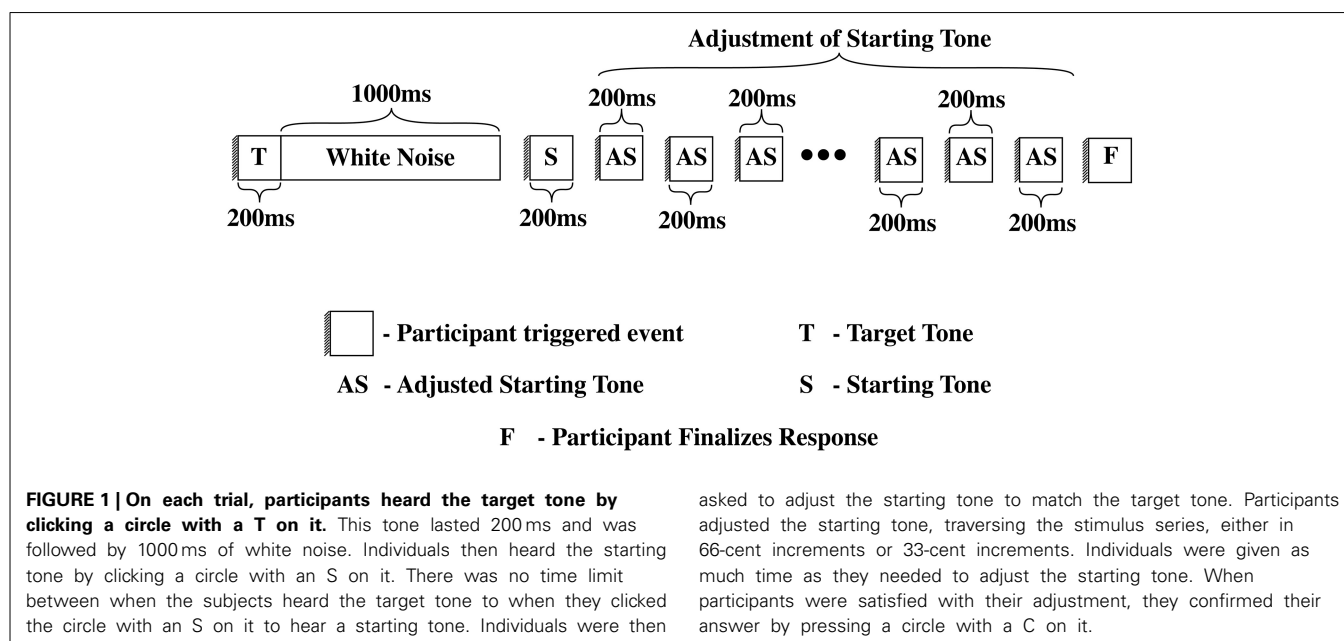 Adjustment of Starting Tone
1000ms
200ms
200ms
200ms
T
White Noise
S
AS
AS
AS
•••
AS
AS
AS
F
200ms
200ms
200ms
200ms
200ms
- Participant triggered event
T - Target Tone
AS - Adjusted Starting Tone
S - Starting Tone
F - Participant Finalizes Response
FIGURE 1 | On each trial, participants heard the target tone by
clicking a circle with a T on it. This tone lasted 200 ms and was
followed by 1000 ms of white noise. Individuals then heard the starting
tone by clicking a circle with an S on it. There was no time limit
between when the subjects heard the target tone to when they clicked
the circle with an S on it to hear a starting tone. Individuals were then
asked to adjust the starting tone to match the target tone. Participants
adjusted the starting tone, traversing the stimulus series, either in
66-cent increments or 33-cent increments. Individuals were given as
much time as they needed to adjust the starting tone. When
participants were satisfied with their adjustment, they confirmed their
answer by pressing a circle with a C on it.